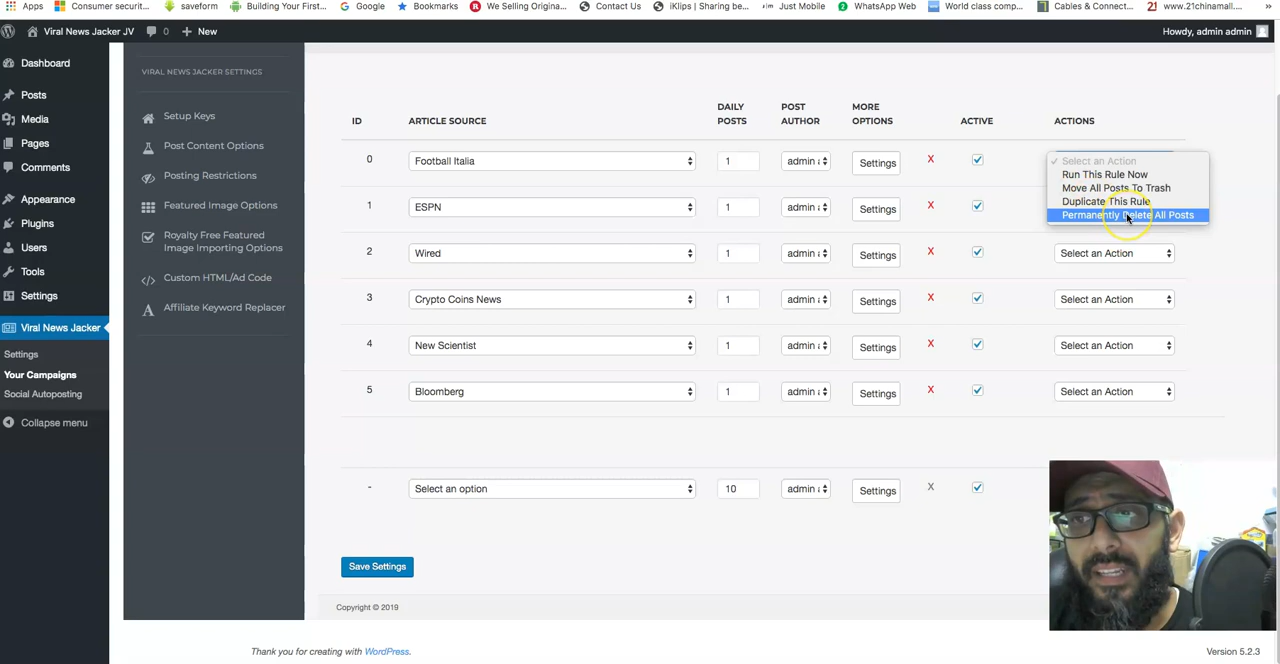 Apps Consumer securit... saveform Building Your First... Google Bookmarks We Selling Origina... Contact Us iKlips | Sharing be... Just Mobile WhatsApp Web World class comp... Cables & Connect... www.21chinamall.... »
Viral News Jacker JV 0 + New Howdy, admin admin
Dashboard
Posts
Media
Pages
Comments
Appearance
Plugins
Users
Tools
Settings
Viral News Jacker
Settings
Your Campaigns
Social Autoposting
Collapse menu
VIRAL NEWS JACKER SETTINGS
Setup Keys
Post Content Options
Posting Restrictions
Featured Image Options
Royalty Free Featured
Image Importing Options
Custom HTML/Ad Code
Affiliate Keyword Replacer
ID ARTICLE SOURCE DAILY POSTS POST AUTHOR MORE OPTIONS ACTIVE ACTIONS
0 Football Italia 1 admin Settings X
Select an Action
Run This Rule Now
Move All Posts To Trash
Duplicate This Rule
Permanently Delete All Posts
1 ESPN 1 admin Settings X
2 Wired 1 admin Settings X Select an Action
3 Crypto Coins News 1 admin Settings X Select an Action
4 New Scientist 1 admin Settings X Select an Action
5 Bloomberg 1 admin Settings X Select an Action
- Select an option 10 admin Settings X
Save Settings
Copyright © 2019
Thank you for creating with WordPress. Version 5.2.3